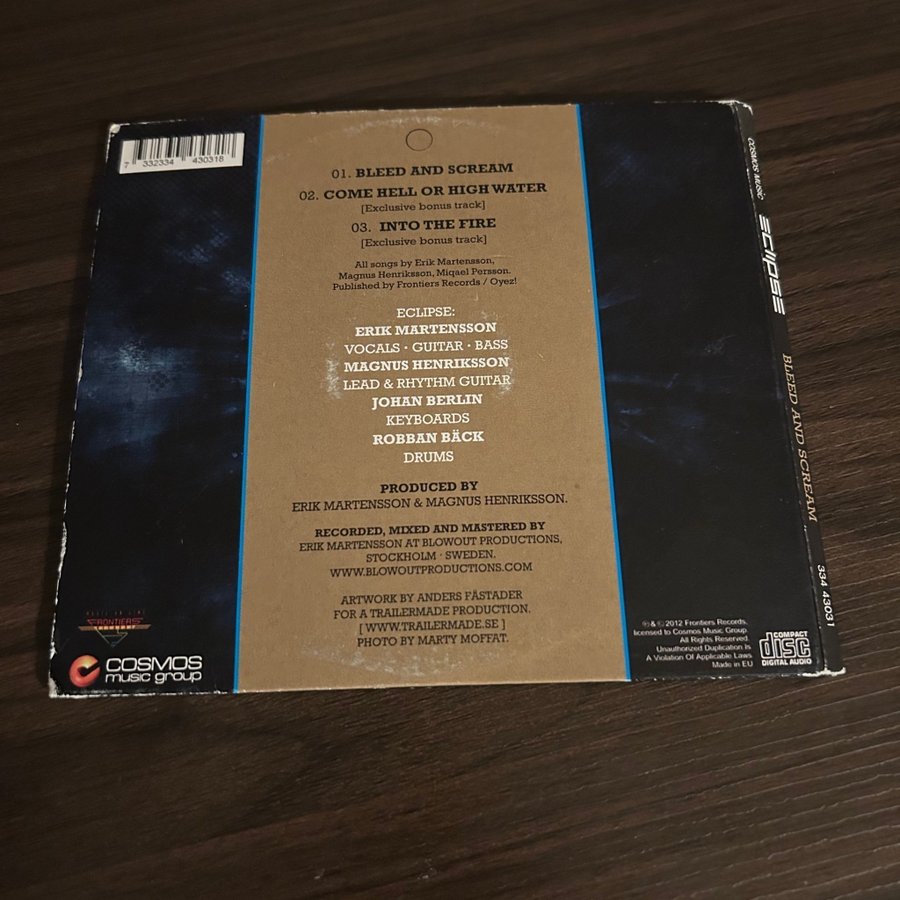 7 332334 430318
01. BLEED AND SCREAM
02. COME HELL OR HIGH WATER
[Exclusive bonus track]
03. INTO THE FIRE
[Exclusive bonus track]
All songs by Erik Martensson,
Magnus Henriksson, Miqael Persson.
Published by Frontiers Records / Oyez!
ECLIPSE:
ERIK MARTENSSON
VOCALS · GUITAR · BASS
MAGNUS HENRIKSSON
LEAD & RHYTHM GUITAR
JOHAN BERLIN
KEYBOARDS
ROBBAN BÄCK
DRUMS
PRODUCED BY
ERIK MARTENSSON & MAGNUS HENRIKSSON.
RECORDED, MIXED AND MASTERED BY
ERIK MARTENSSON AT BLOWOUT PRODUCTIONS,
STOCKHOLM · SWEDEN.
WWW.BLOWOUTPRODUCTIONS.COM
ARTWORK BY ANDERS FÄSTADER
FOR A TRAILERMADE PRODUCTION.
[ WWW.TRAILERMADE.SE ]
PHOTO BY MARTY MOFFAT.
FRONTIERS
COSMOS
music group
℗ & © 2012 Frontiers Records.
licensed to Cosmos Music Group.
All Rights Reserved.
Unauthorized Duplication Is
A Violation Of Applicable Laws
Made in EU
COMPACT
disc
DIGITAL AUDIO
COSMOS MUSIC
ECLIPSE
BLEED AND SCREAM
334 43031